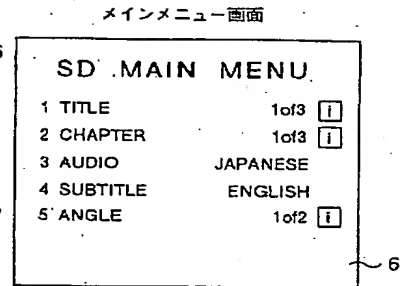 メインメニュー画面
SD MAIN MENU
1 TITLE 1of3 i
2 CHAPTER 1of3 i
3 AUDIO JAPANESE
4 SUBTITLE ENGLISH
5 ANGLE 1of2 i
6